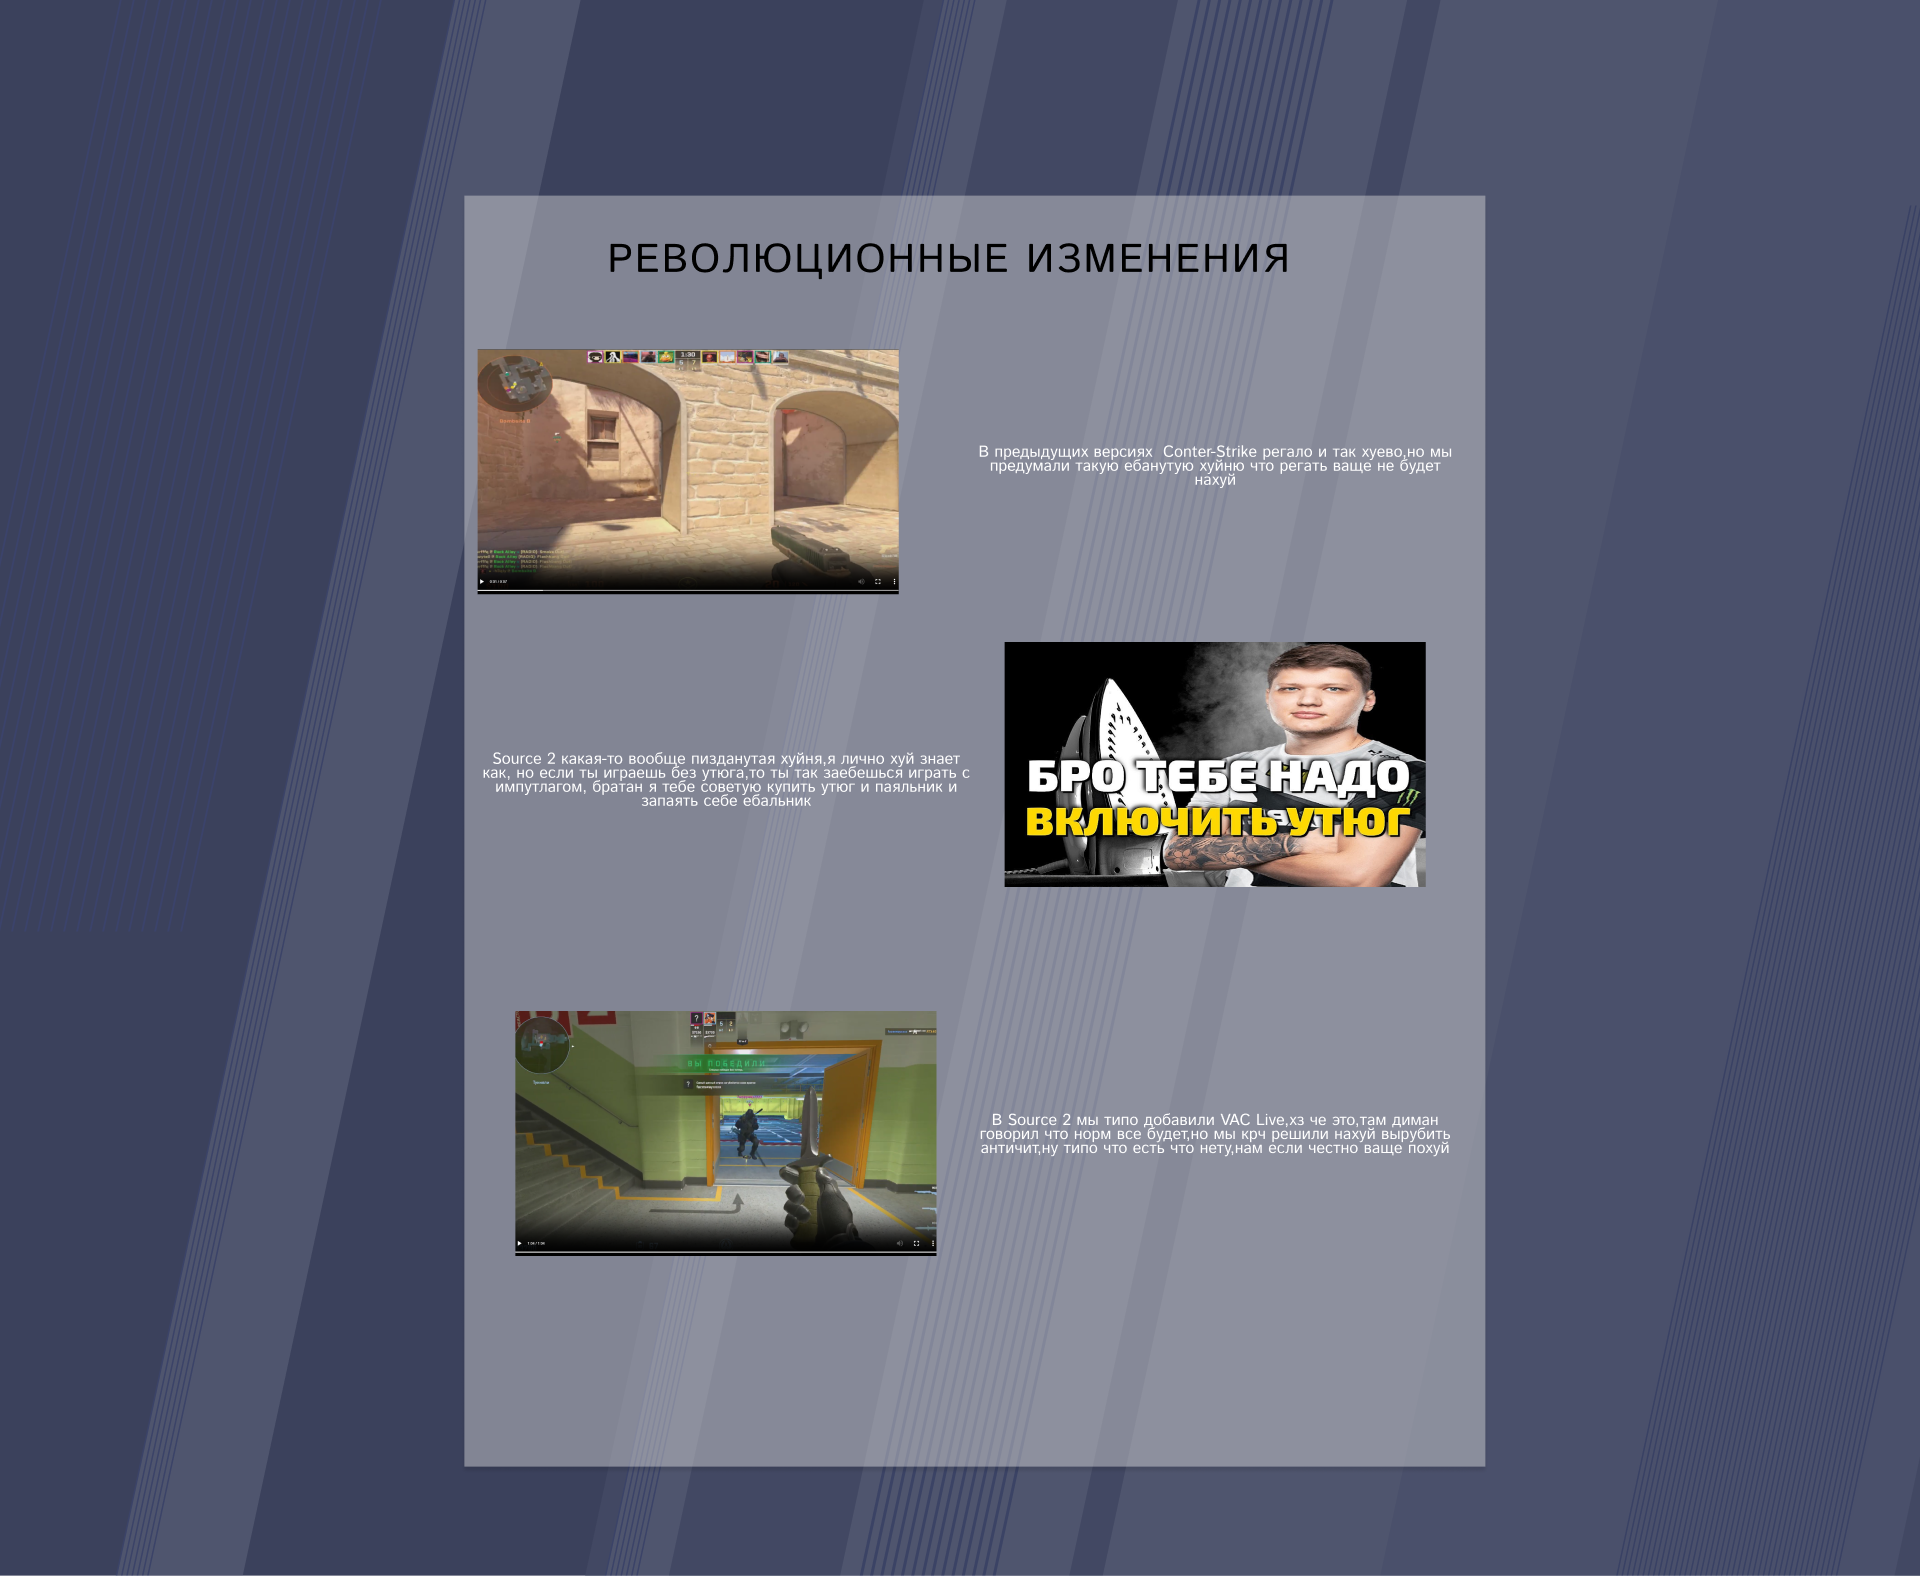 РЕВОЛЮЦИОННЫЕ ИЗМЕНЕНИЯ
1:30
В предыдущих версиях  Conter-Strike регало и так хуево,но мы
предумали такую ебанутую хуйню что регать ваще не будет
нахуй
Source 2 какая-то вообще пизданутая хуйня,я лично хуй знает
как, но если ты играешь без утюга,то ты так заебешься играть с
импутлагом, братан я тебе советую купить утюг и паяльник и
запаять себе ебальник
БРО ТЕБЕ НАДО
ВКЛЮЧИТЬ УТЮГ
ВЫ ПОБЕДИЛИ
В Source 2 мы типо добавили VAC Live,хз че это,там диман
говорил что норм все будет,но мы крч решили нахуй вырубить
античит,ну типо что есть что нету,нам если честно ваще похуй